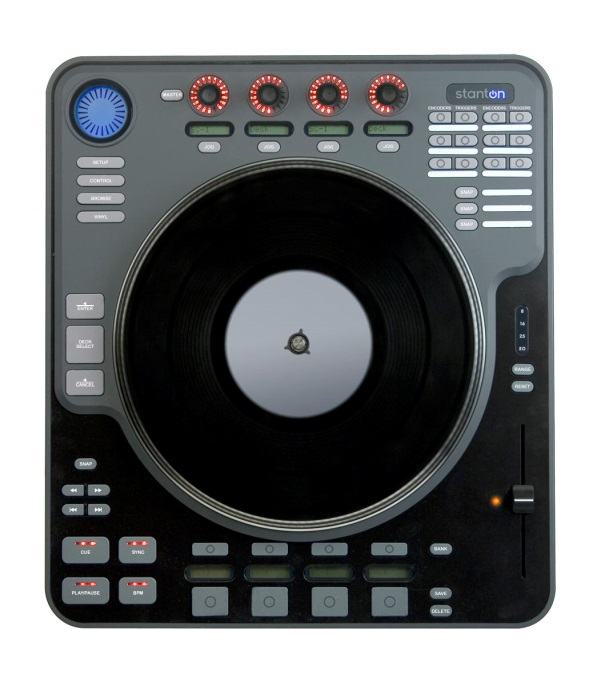 MASTER
stanton
ENCODERS TRIGGERS ENCODERS TRIGGERS
JOG JOG JOG JOG
SETUP
CONTROL
BROWSE
VINYL
SNAP
SNAP
SNAP
ENTER
DECK
SELECT
CANCEL
8
16
25
RANGE
RESET
SNAP
CUE SYNC
PLAY/PAUSE BPM
BANK
SAVE
DELETE